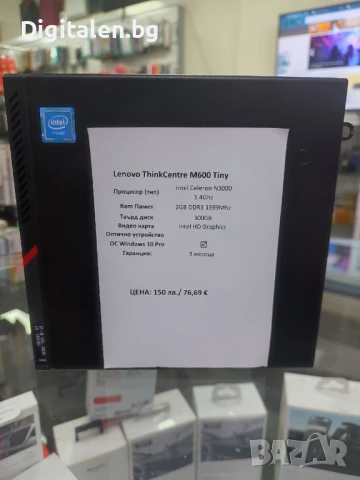 Digitalen.bg
intel
inside
Lenovo ThinkCentre M600 Tiny
Процесор (тип) Intel Celeron N3000 1.4Ghz
Ram Памет 2GB DDR3 1599Mhz
Твърд диск 300Gb
Видео карта Intel HD Graphics
Оптично устройство
ОС Windows 10 Pro ☑
Гаранция: 3 месеца
ЦЕНА: 150 лв./ 76,69 €
BAZAR